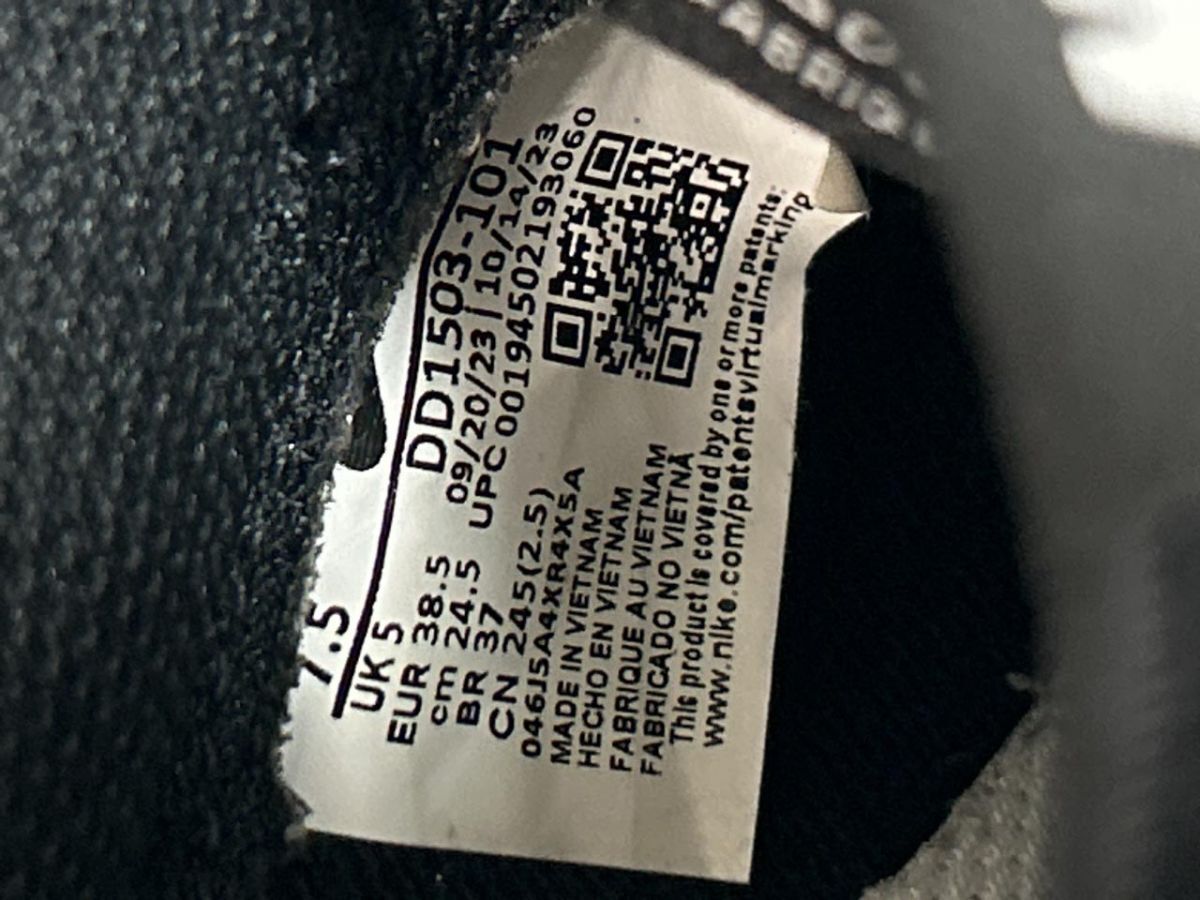 7.5
UK 5
EUR 38.5
cm 24.5
BR 37
CN 245(2.5)
DD1503-101
09/20/23 | 10/14/23
UPC 00194502193060
MADE IN VIETNAM
HECHO EN VIETNAM
FABRIQUE AU VIETNAM
FABRICADO NO VIETNÃ
This product is covered by one or more patents:
www.nike.com/patentsvirtualmarking